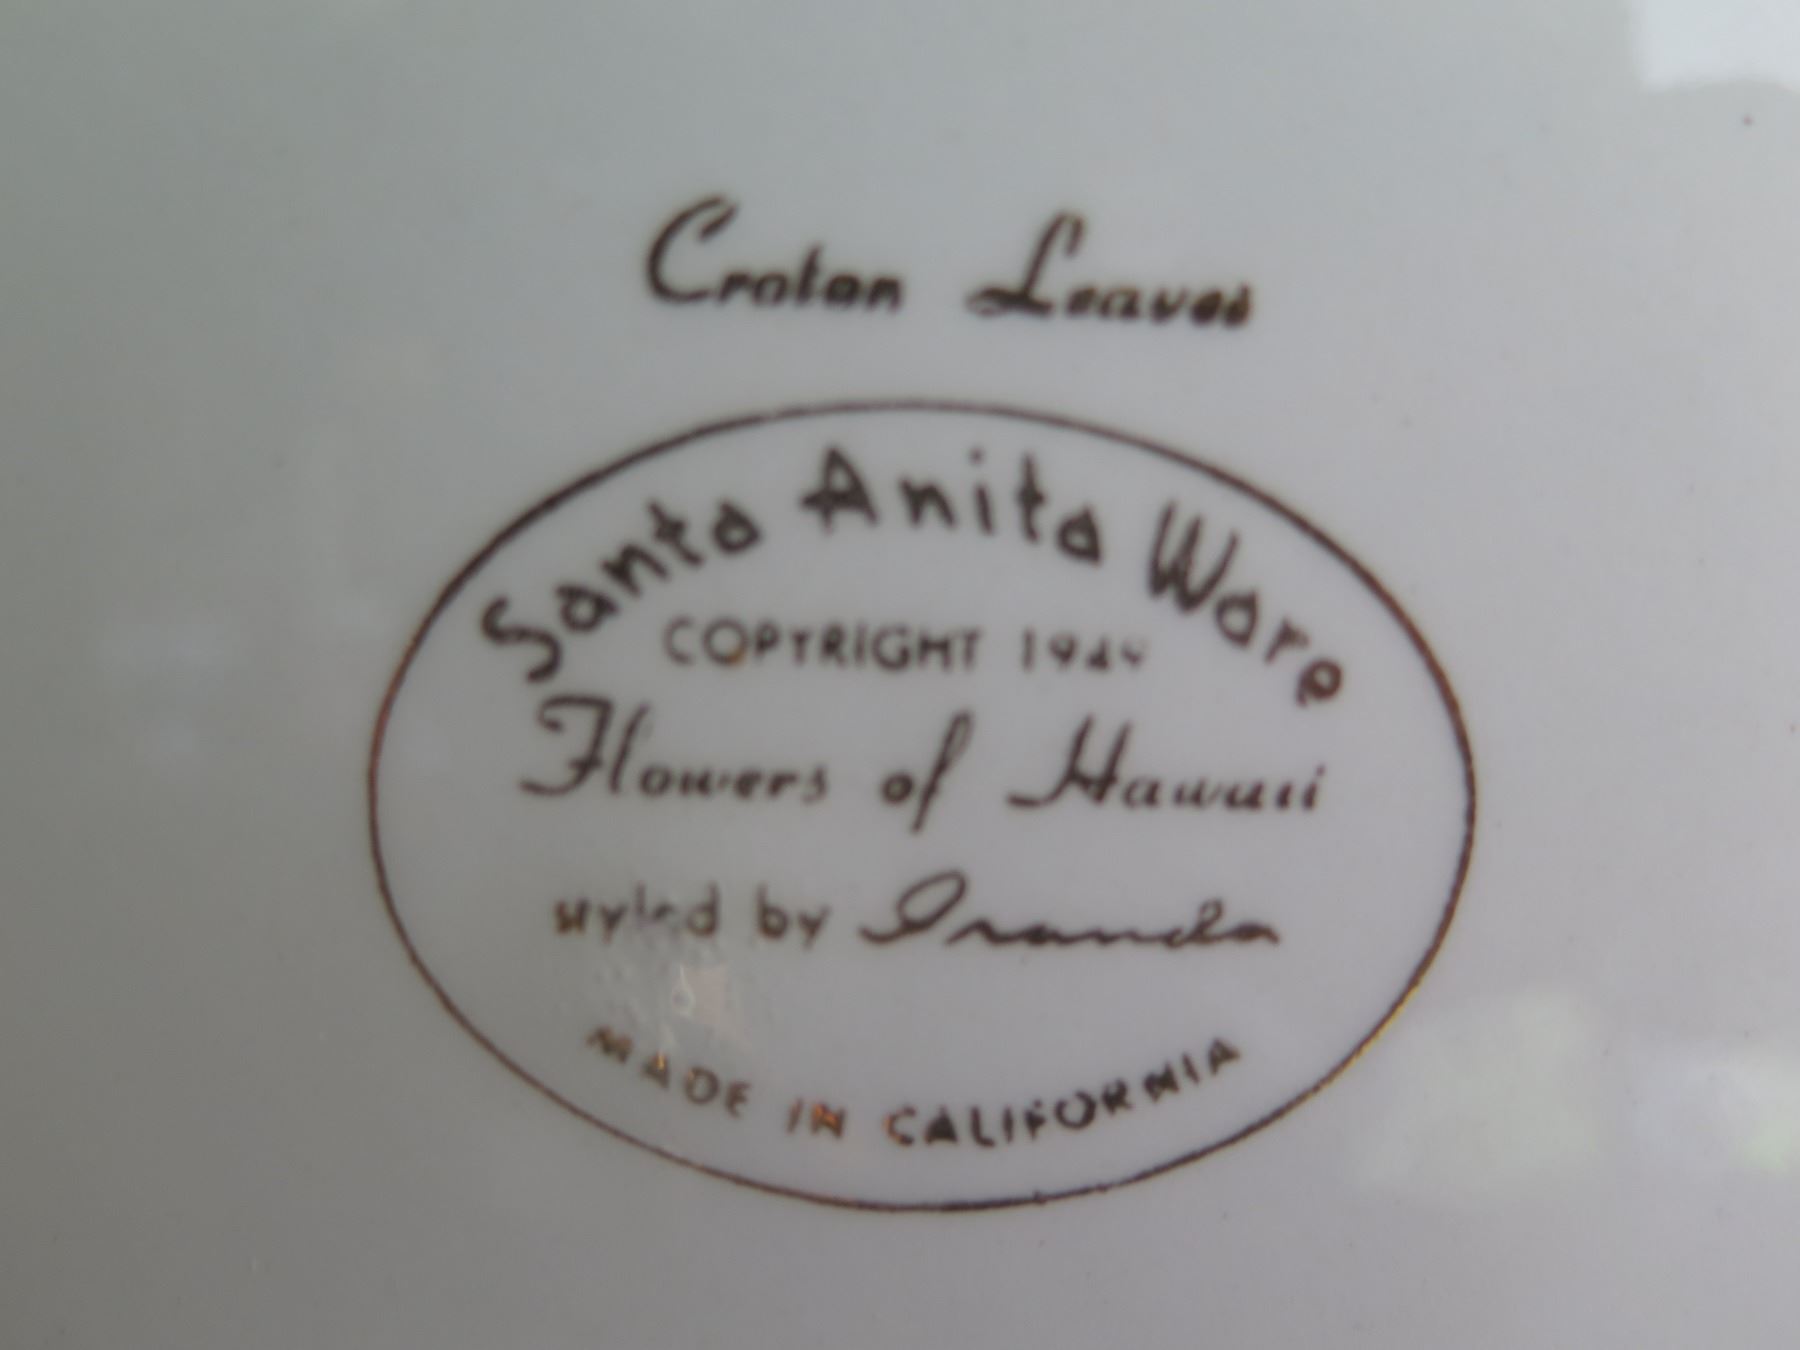 Croton Leaves
Santa Anita Ware
COPYRIGHT 1949
Flowers of Hawaii
styled by
MADE IN CALIFORNIA